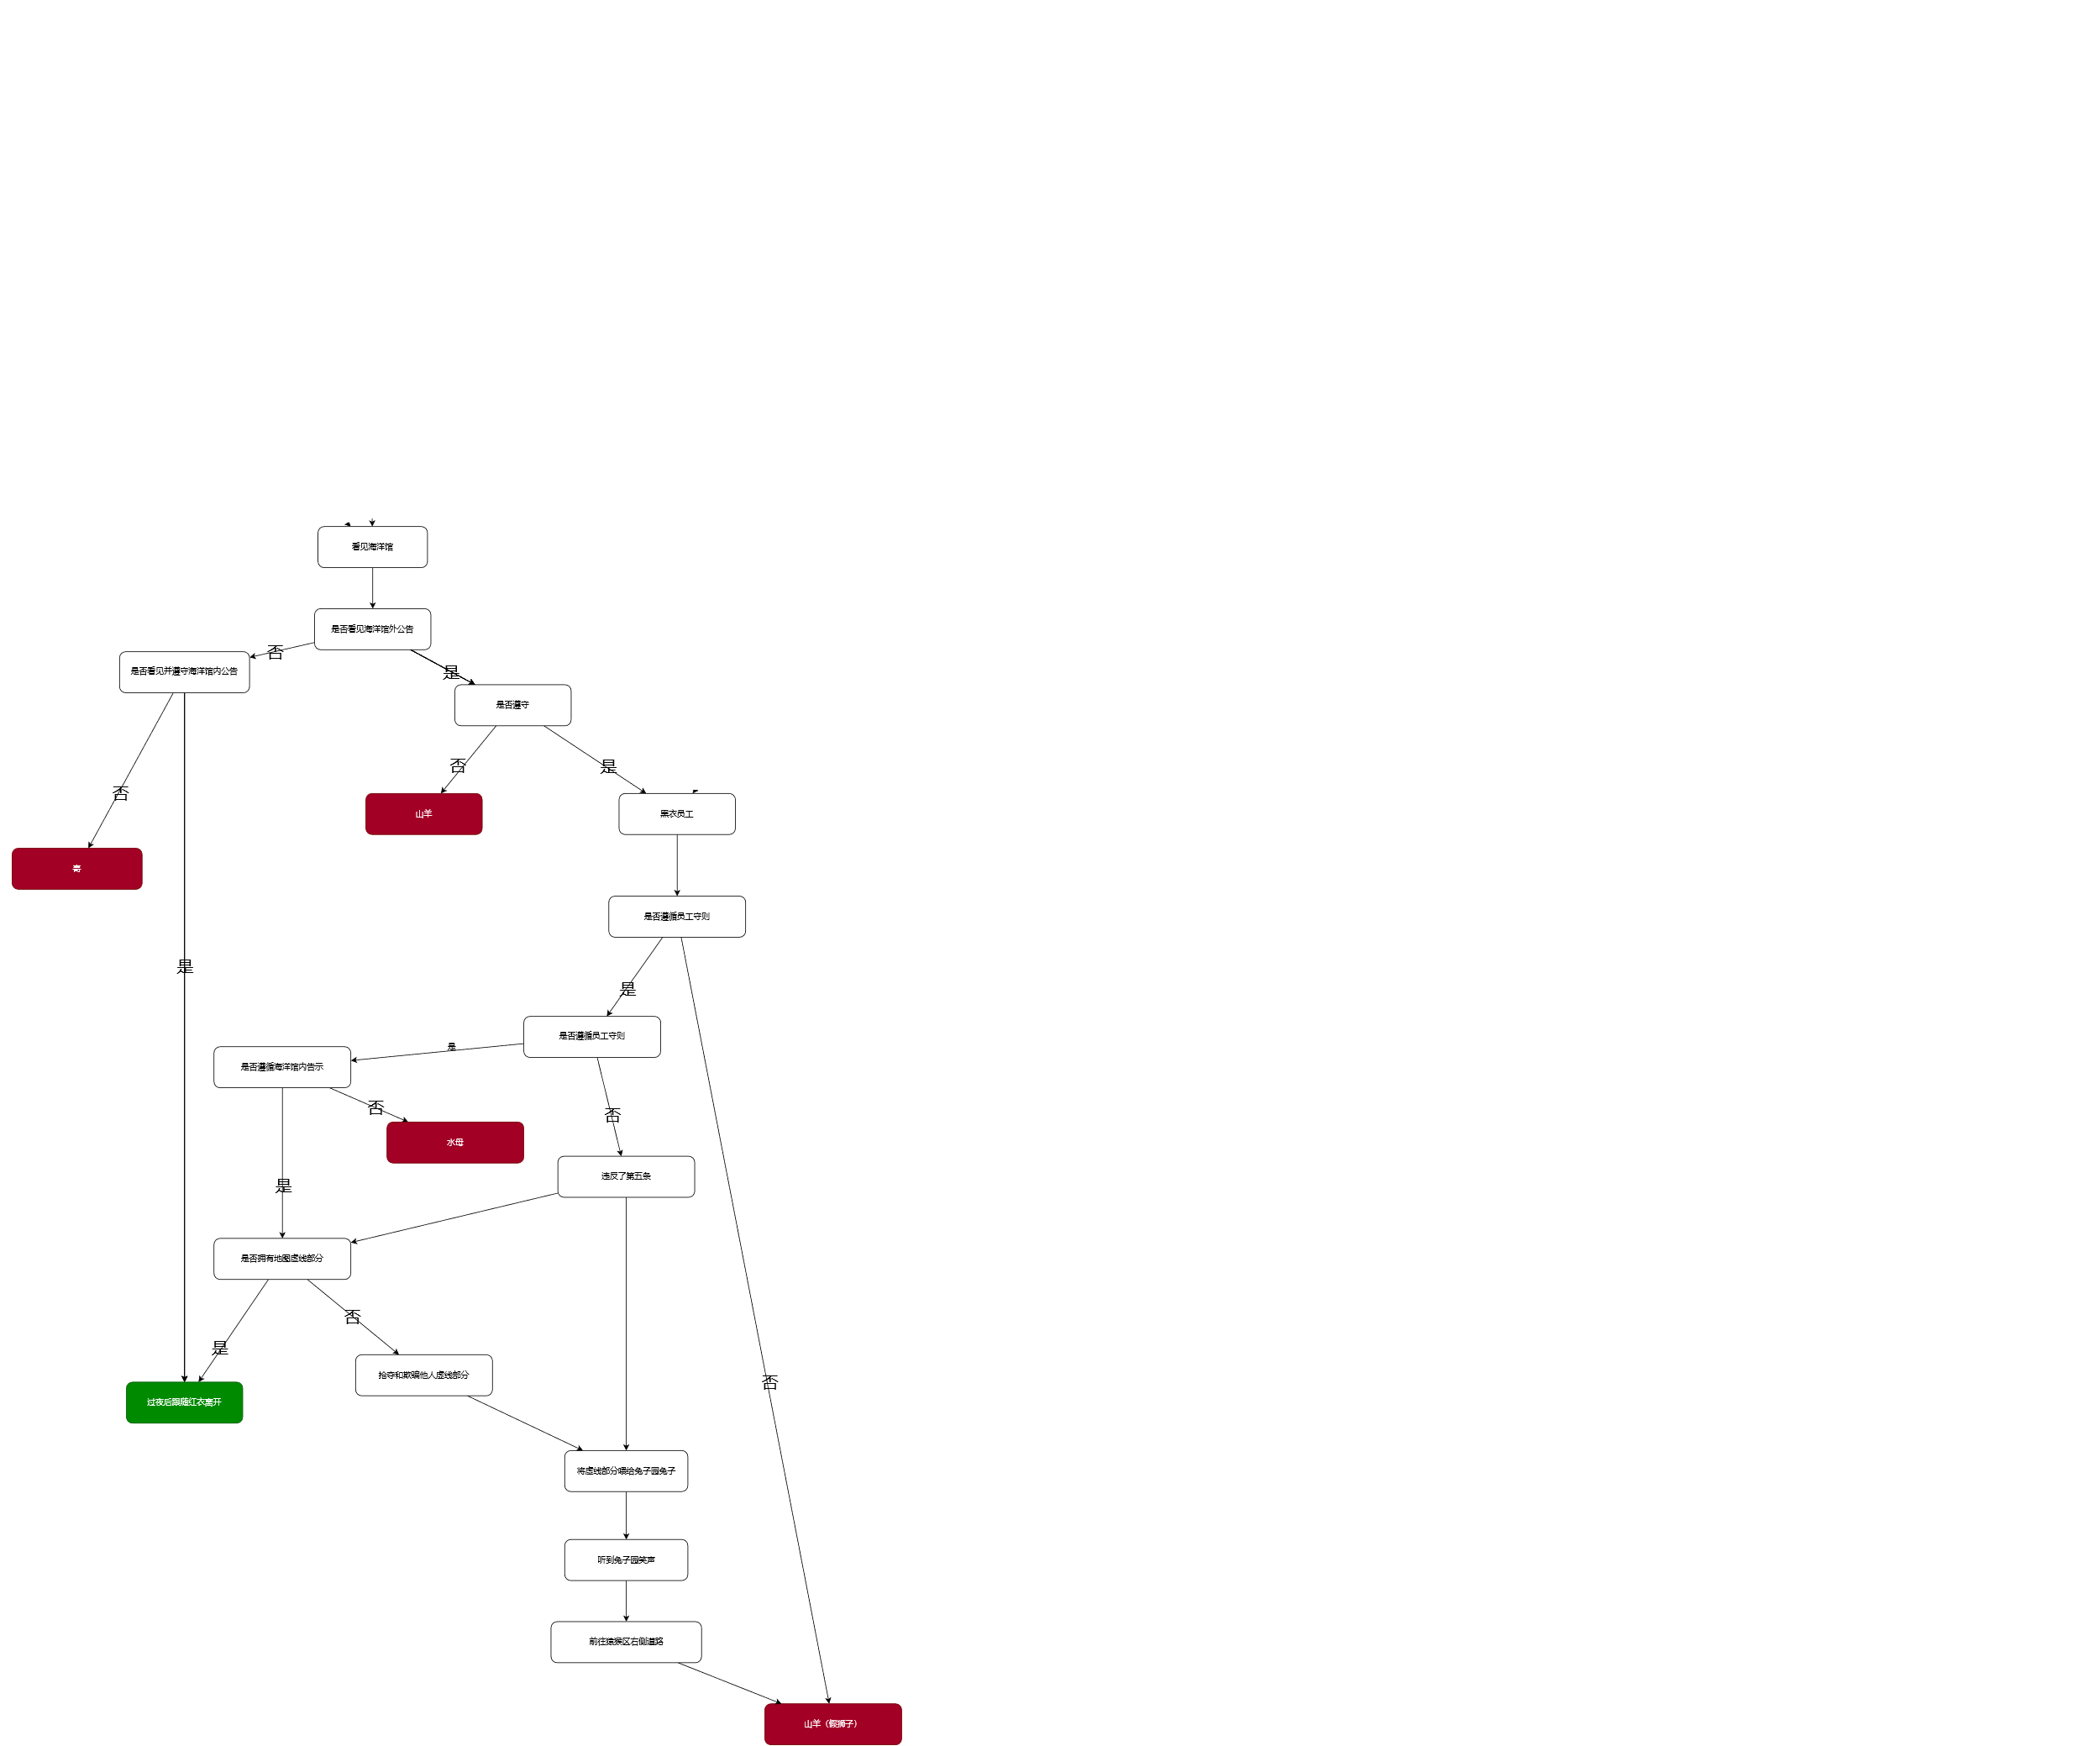 看见海洋馆
是否看见海洋馆外公告
否
是否看见并遵守海洋馆内公告
是
是否遵守
否
是
否
山羊
黑衣员工
离
是否遵循员工守则
是
是
是否遵循员工守则
是
是否遵循海洋馆内告示
否
否
水母
违反了第五条
是
是否拥有地图虚线部分
否
是
抢夺和欺骗他人虚线部分
否
过夜后跟随红衣离开
将虚线部分喂给兔子园兔子
听到兔子园笑声
前往猿猴区右侧道路
山羊（假狮子）